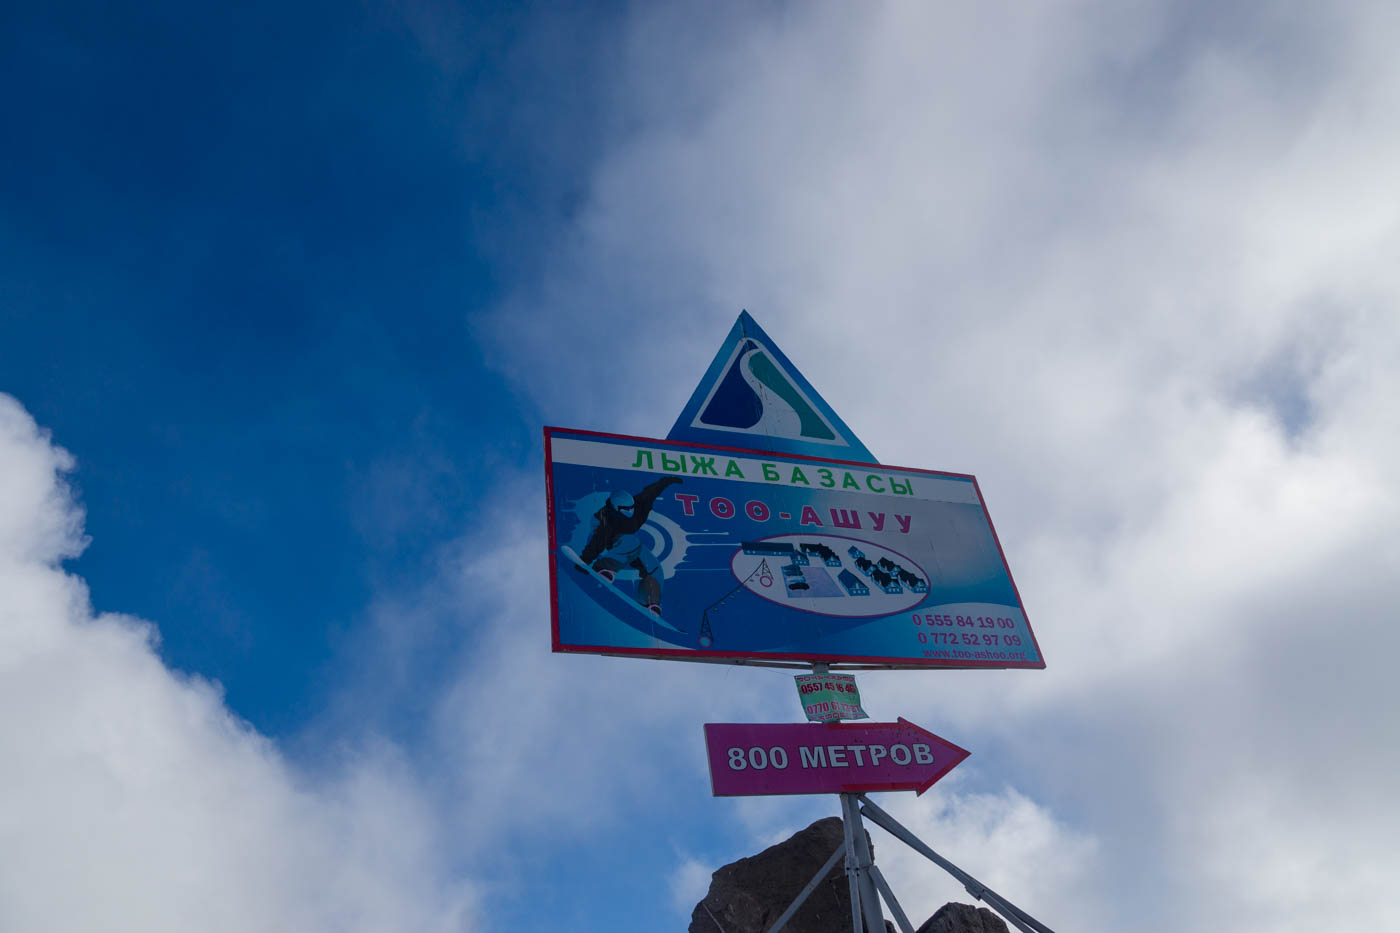 ЛЫЖА БАЗАСЫ
ТОО-АШУУ
0 555 84 19 00
0 772 52 97 09
www.too-ashoo.org
800 МЕТРОВ